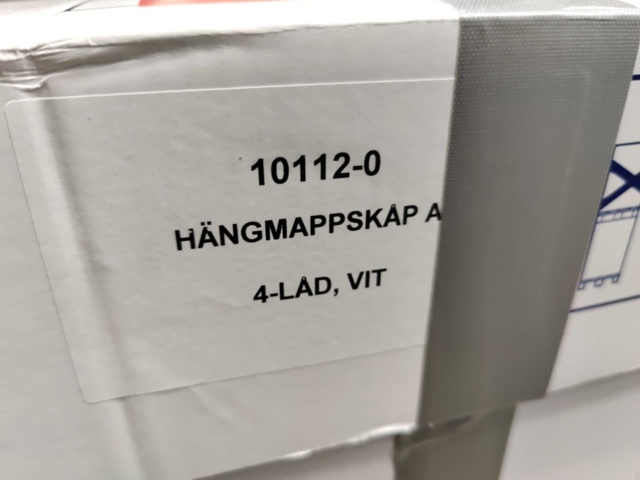 10112-0
HÄNGMAPPSKÅP A
4-LÅD, VIT